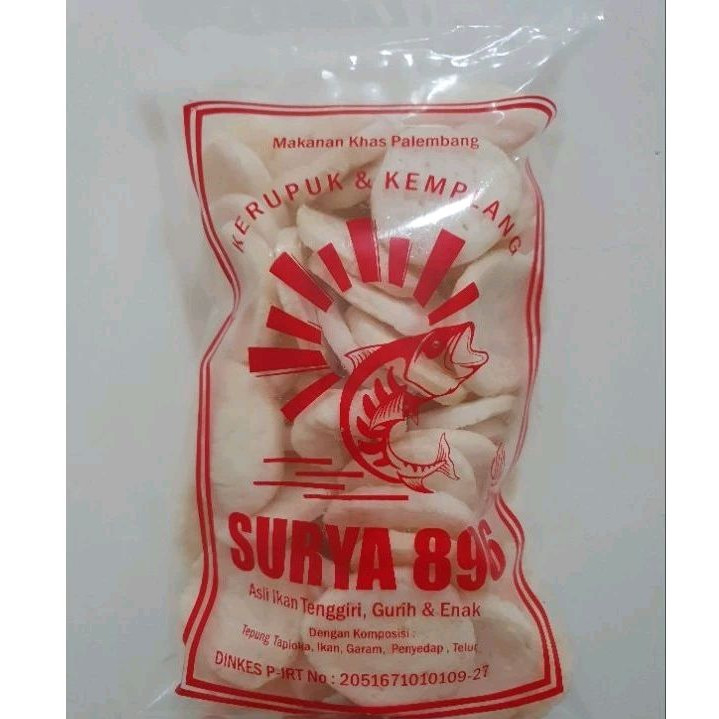 Makanan Khas Palembang
KERUPUK & KEMPLANG
SURYA 896
Asli Ikan Tenggiri, Gurih & Enak
Dengan Komposisi :
Tepung Tapioka, Ikan, Garam, Penyedap , Telur
DINKES P-IRT No : 2051671010109-27